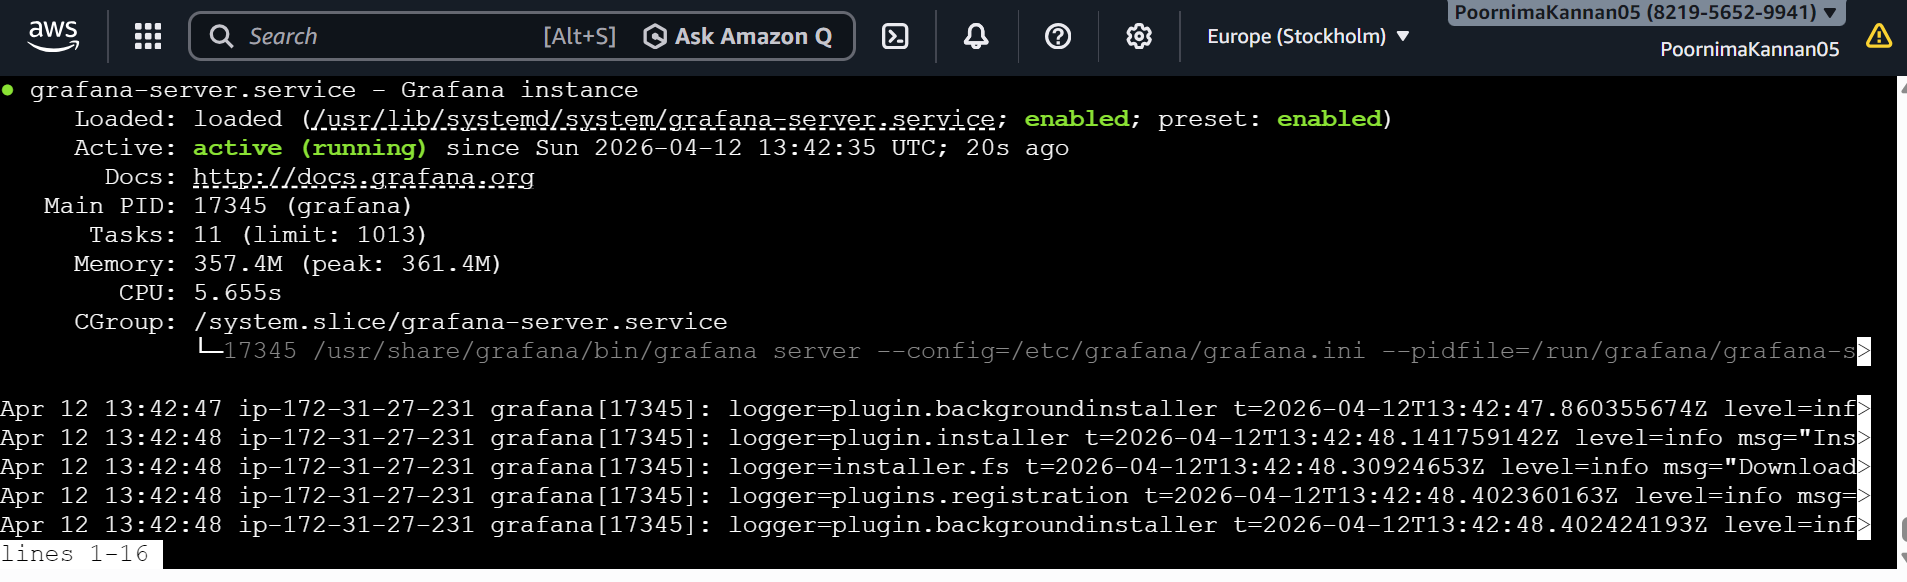 aws
Search [Alt+S] Ask Amazon Q
Europe (Stockholm)
PoornimaKannan05 (8219-5652-9941)
PoornimaKannan05
● grafana-server.service - Grafana instance
Loaded: loaded (/usr/lib/systemd/system/grafana-server.service; enabled; preset: enabled)
Active: active (running) since Sun 2026-04-12 13:42:35 UTC; 20s ago
Docs: http://docs.grafana.org
Main PID: 17345 (grafana)
Tasks: 11 (limit: 1013)
Memory: 357.4M (peak: 361.4M)
CPU: 5.655s
CGroup: /system.slice/grafana-server.service
└─17345 /usr/share/grafana/bin/grafana server --config=/etc/grafana/grafana.ini --pidfile=/run/grafana/grafana-s>
Apr 12 13:42:47 ip-172-31-27-231 grafana[17345]: logger=plugin.backgroundinstaller t=2026-04-12T13:42:47.860355674Z level=inf>
Apr 12 13:42:48 ip-172-31-27-231 grafana[17345]: logger=plugin.installer t=2026-04-12T13:42:48.141759142Z level=info msg="Ins>
Apr 12 13:42:48 ip-172-31-27-231 grafana[17345]: logger=installer.fs t=2026-04-12T13:42:48.30924653Z level=info msg="Download>
Apr 12 13:42:48 ip-172-31-27-231 grafana[17345]: logger=plugins.registration t=2026-04-12T13:42:48.402360163Z level=info msg=>
Apr 12 13:42:48 ip-172-31-27-231 grafana[17345]: logger=plugin.backgroundinstaller t=2026-04-12T13:42:48.402424193Z level=inf>
lines 1-16